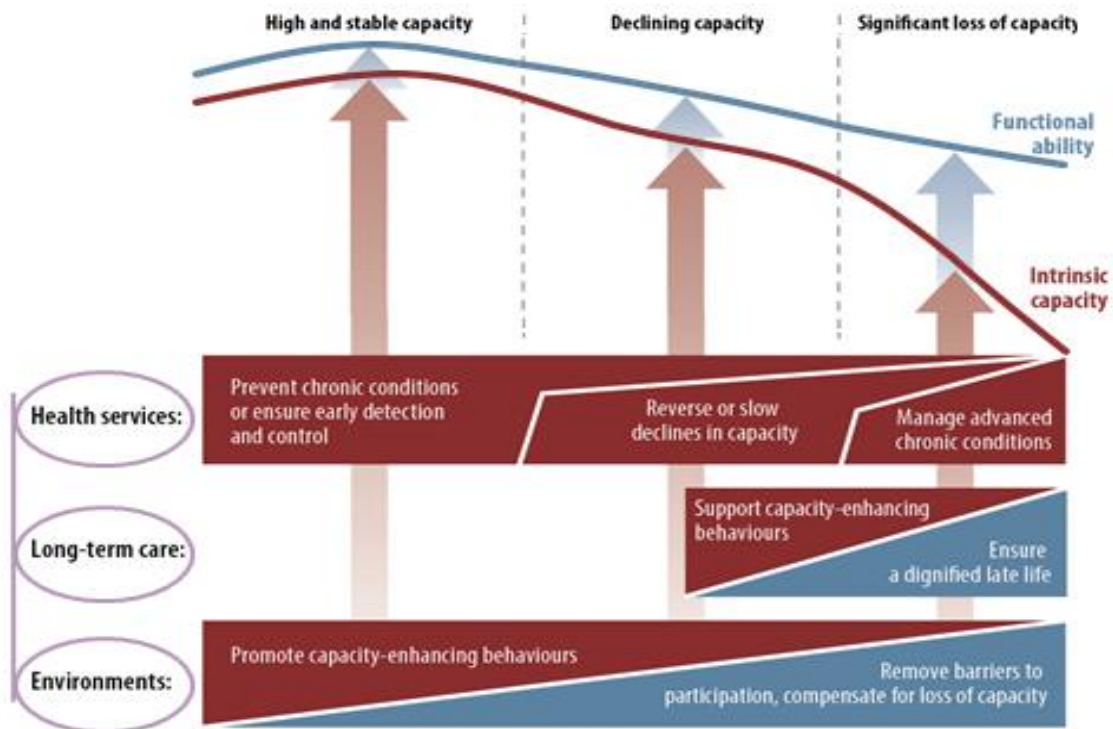 High and stable capacity
Declining capacity
Significant loss of capacity
Functional
ability
Intrinsic
capacity
Health services:
Prevent chronic conditions
or ensure early detection
and control
Reverse or slow
declines in capacity
Manage advanced
chronic conditions
Long-term care:
Support capacity-enhancing
behaviours
Ensure
a dignified late life
Environments:
Promote capacity-enhancing behaviours
Remove barriers to
participation, compensate for loss of capacity